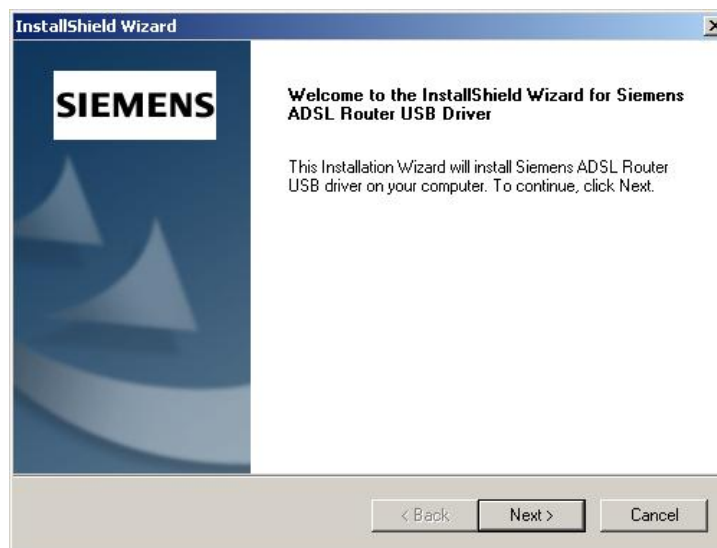 InstallShield Wizard
SIEMENS
Welcome to the InstallShield Wizard for Siemens
ADSL Router USB Driver
This Installation Wizard will install Siemens ADSL Router
USB driver on your computer. To continue, click Next.
< Back
Next >
Cancel